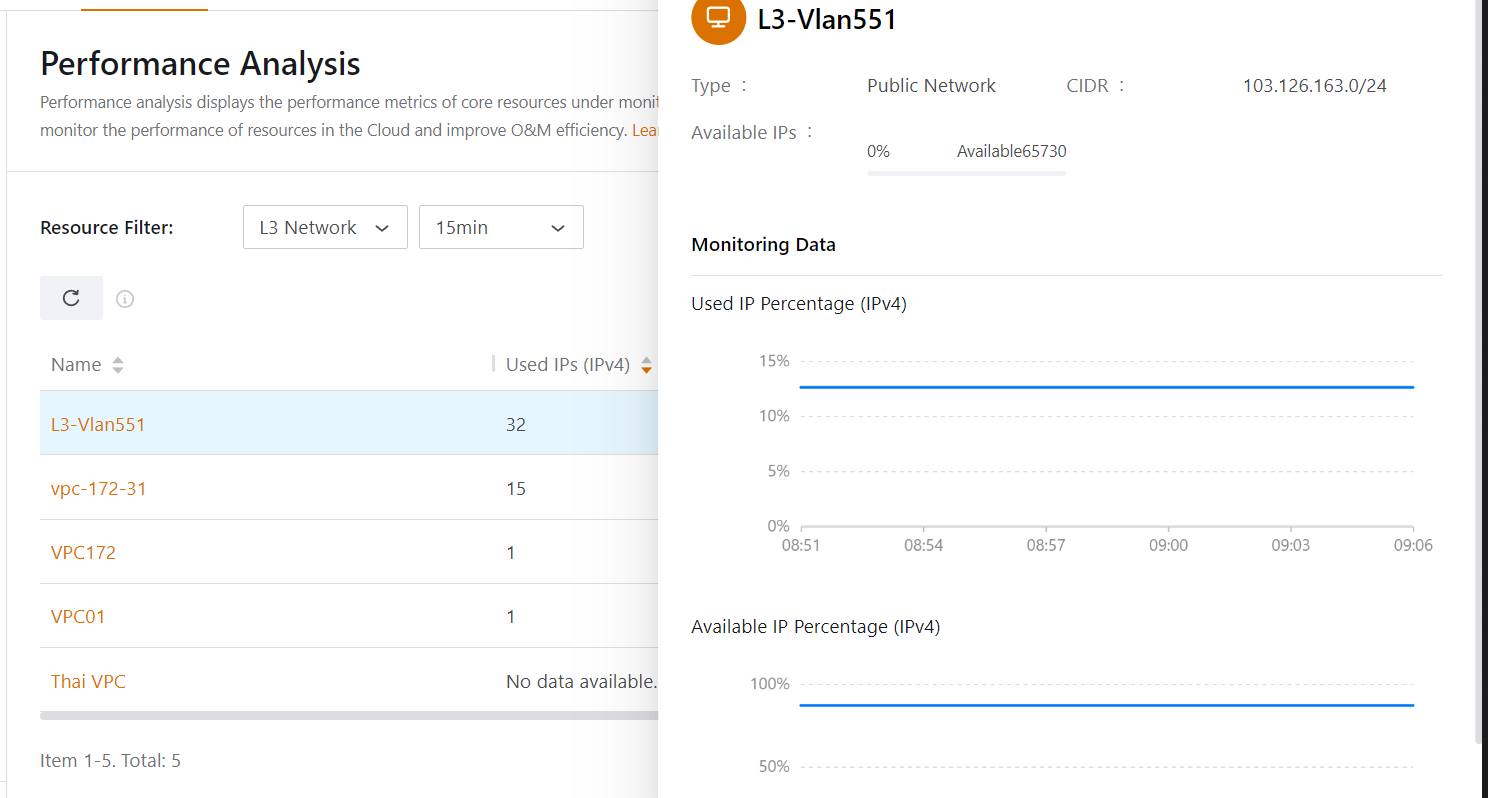 Performance Analysis
Performance analysis displays the performance metrics of core resources under
monitor the performance of resources in the Cloud and improve O&M efficiency.
Resource Filter:
L3 Network
15min
Name
Used IPs (IPv4)
L3-Vlan551
32
vpc-172-31
15
VPC172
1
VPC01
1
Thai VPC
No data available.
Item 1-5. Total: 5
L3-Vlan551
Type :
Public Network
CIDR :
103.126.163.0/24
Available IPs :
0%
Available65730
Monitoring Data
Used IP Percentage (IPv4)
15%
10%
5%
0%
08:51 08:54 08:57 09:00 09:03 09:06
Available IP Percentage (IPv4)
100%
50%